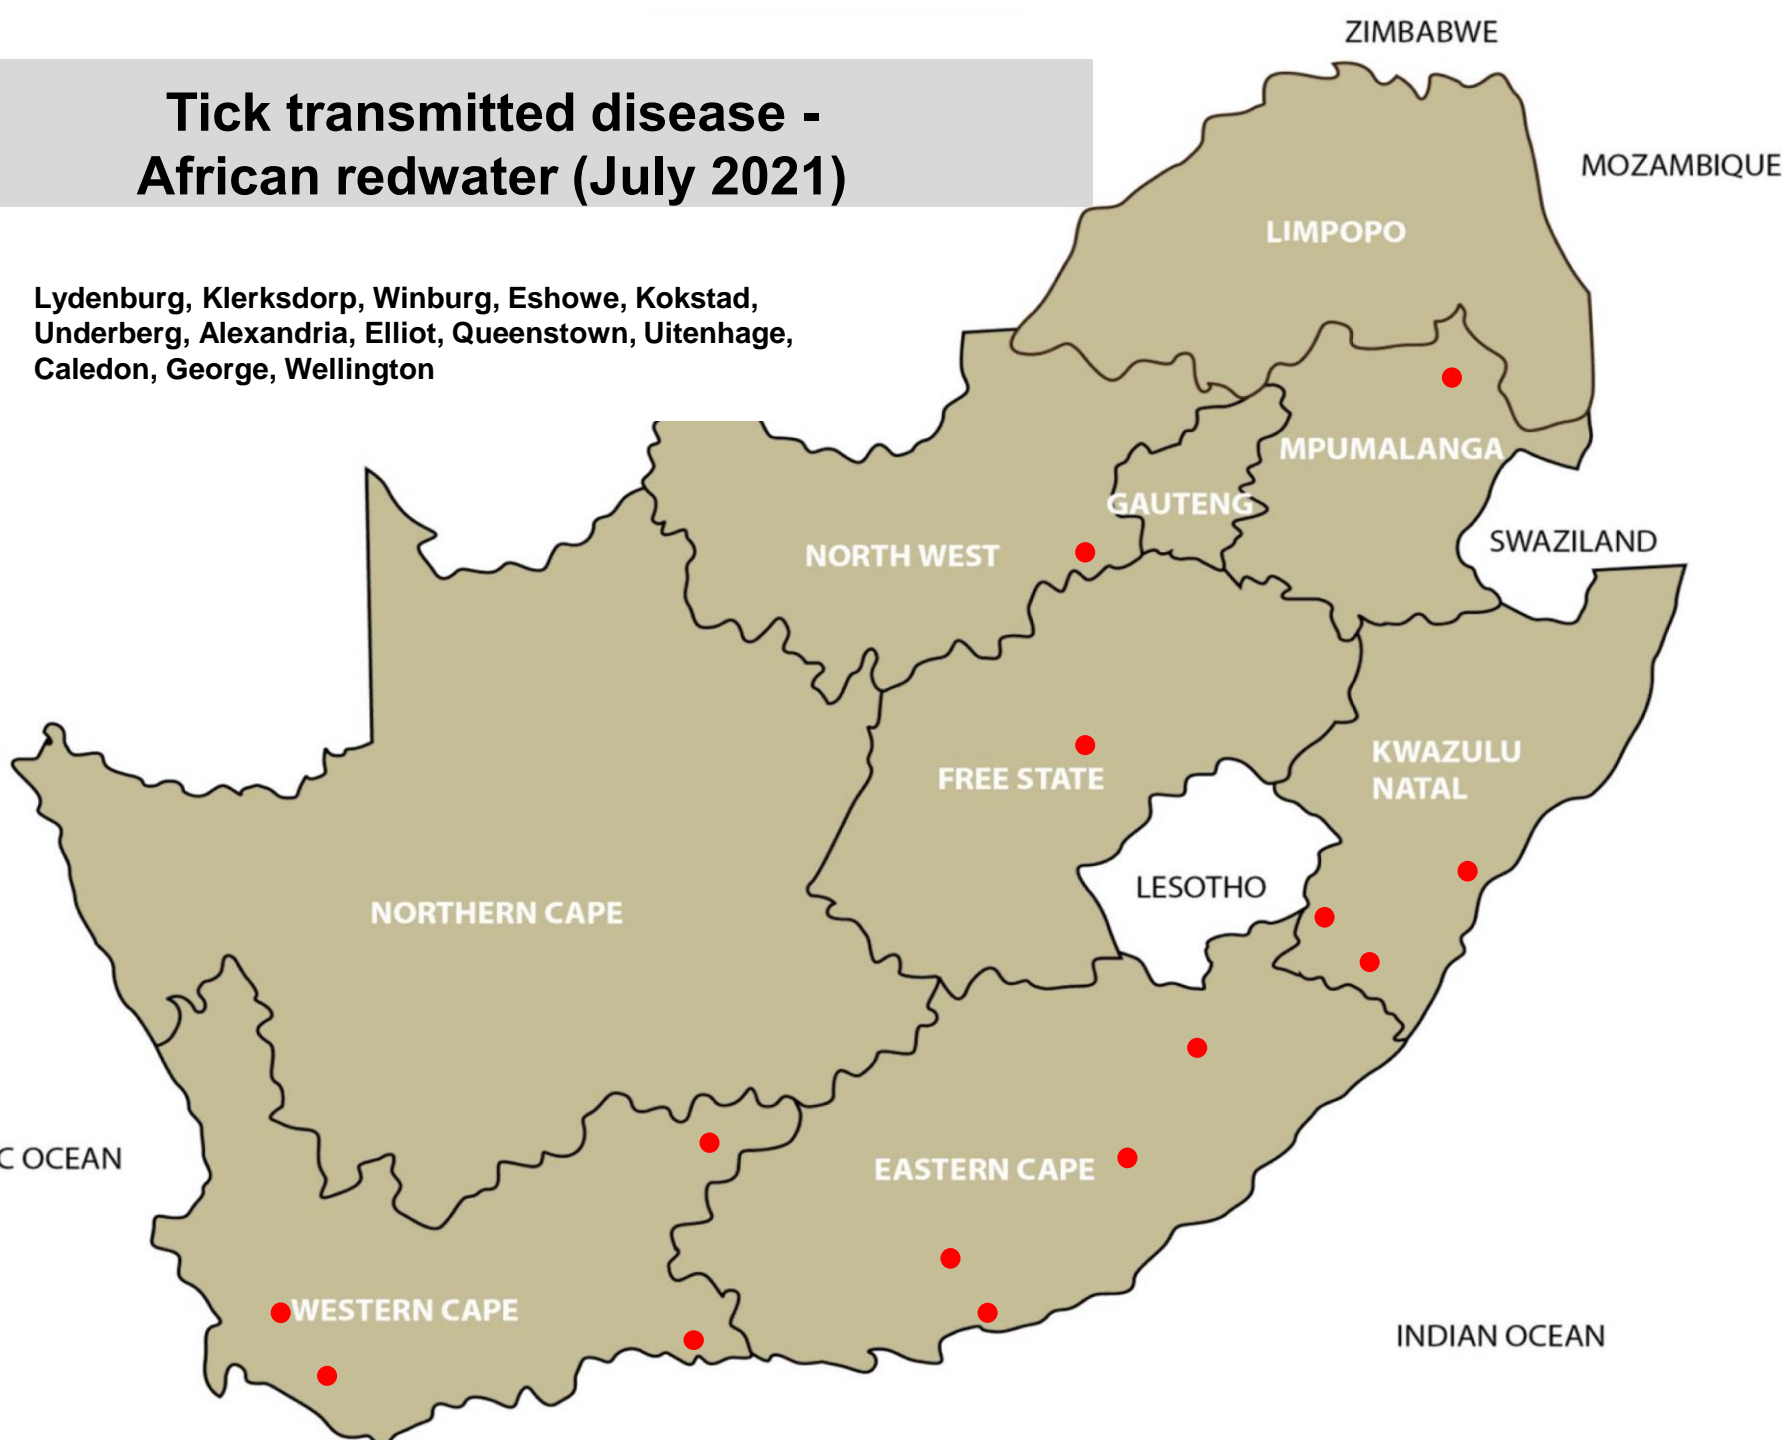 ZIMBABWE
Tick transmitted disease -
African redwater (July 2021)
MOZAMBIQUE
LIMPOPO
Lydenburg, Klerksdorp, Winburg, Eshowe, Kokstad,
Underberg, Alexandria, Elliot, Queenstown, Uitenhage,
Caledon, George, Wellington
MPUMALANGA
GAUTENG
SWAZILAND
NORTH WEST
KWAZULU
NATAL
FREE STATE
LESOTHO
NORTHERN CAPE
C OCEAN
EASTERN CAPE
WESTERN CAPE
INDIAN OCEAN